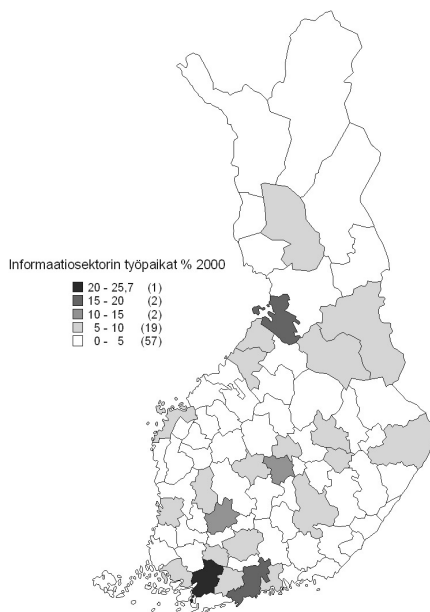 Informaatiosektorin työpaikat % 2000
20 - 25,7 (1)
15 - 20 (2)
10 - 15 (2)
5 - 10 (19)
0 - 5 (57)